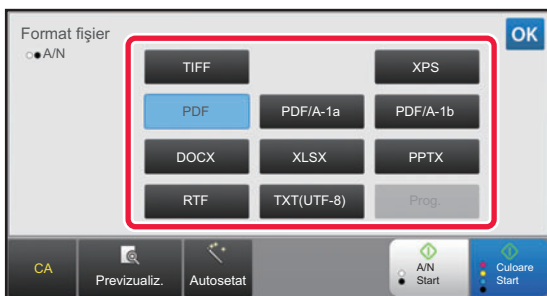 Format fișier
OK
A/N
TIFF
XPS
PDF
PDF/A-1a
PDF/A-1b
DOCX
XLSX
PPTX
RTF
TXT(UTF-8)
Prog.
CA
Previzualiz.
Autosetat
A/N
Start
Culoare
Start